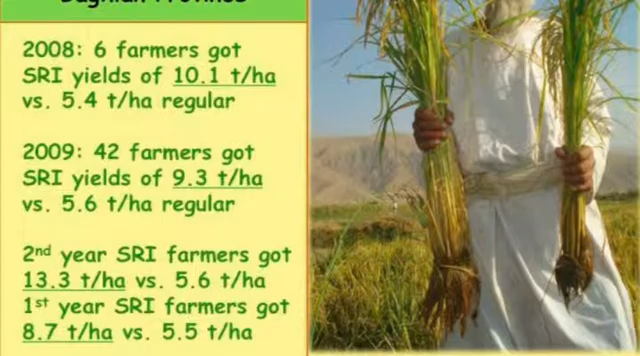 2008: 6 farmers got
SRI yields of 10.1 t/ha
vs. 5.4 t/ha regular
2009: 42 farmers got
SRI yields of 9.3 t/ha
vs. 5.6 t/ha regular
2nd year SRI farmers got
13.3 t/ha vs. 5.6 t/ha
1st year SRI farmers got
8.7 t/ha vs. 5.5 t/ha